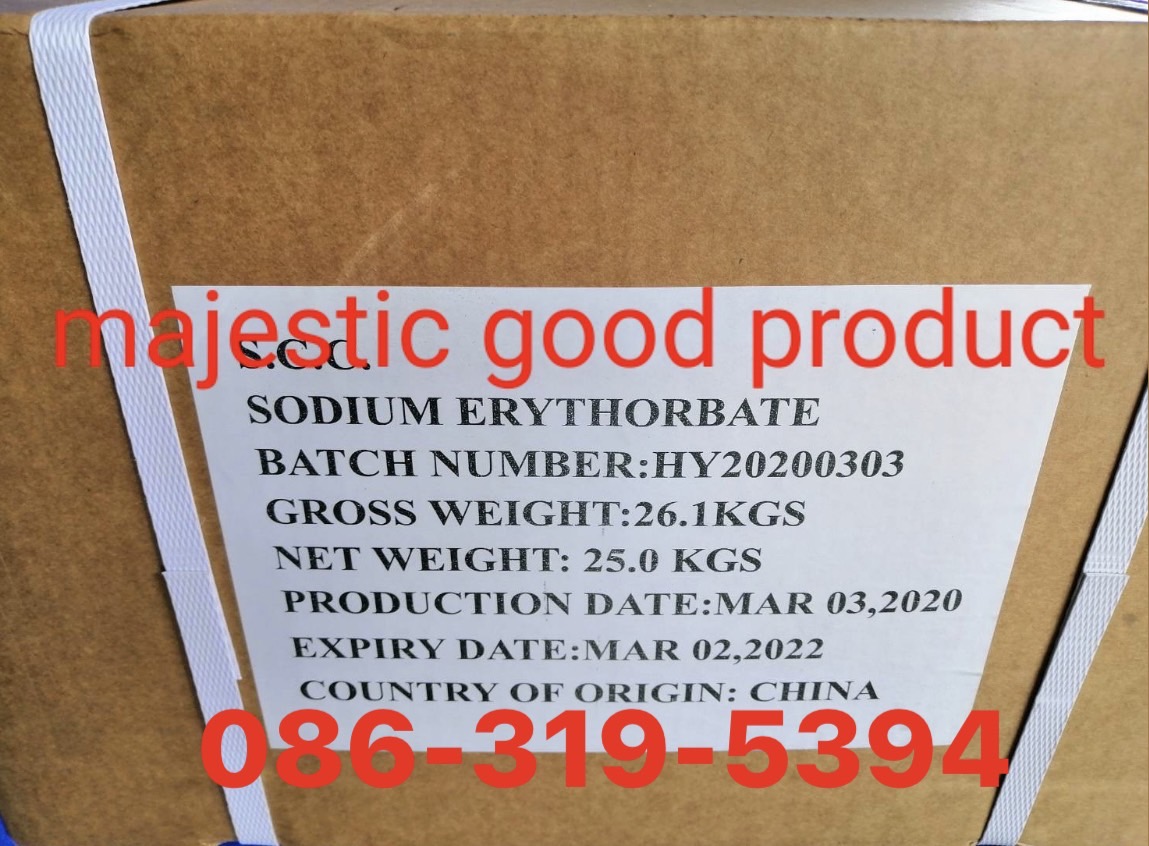 majestic good product
S.C.C.
SODIUM ERYTHORBATE
BATCH NUMBER:HY20200303
GROSS WEIGHT:26.1KGS
NET WEIGHT: 25.0 KGS
PRODUCTION DATE:MAR 03,2020
EXPIRY DATE:MAR 02,2022
COUNTRY OF ORIGIN: CHINA
086-319-5394